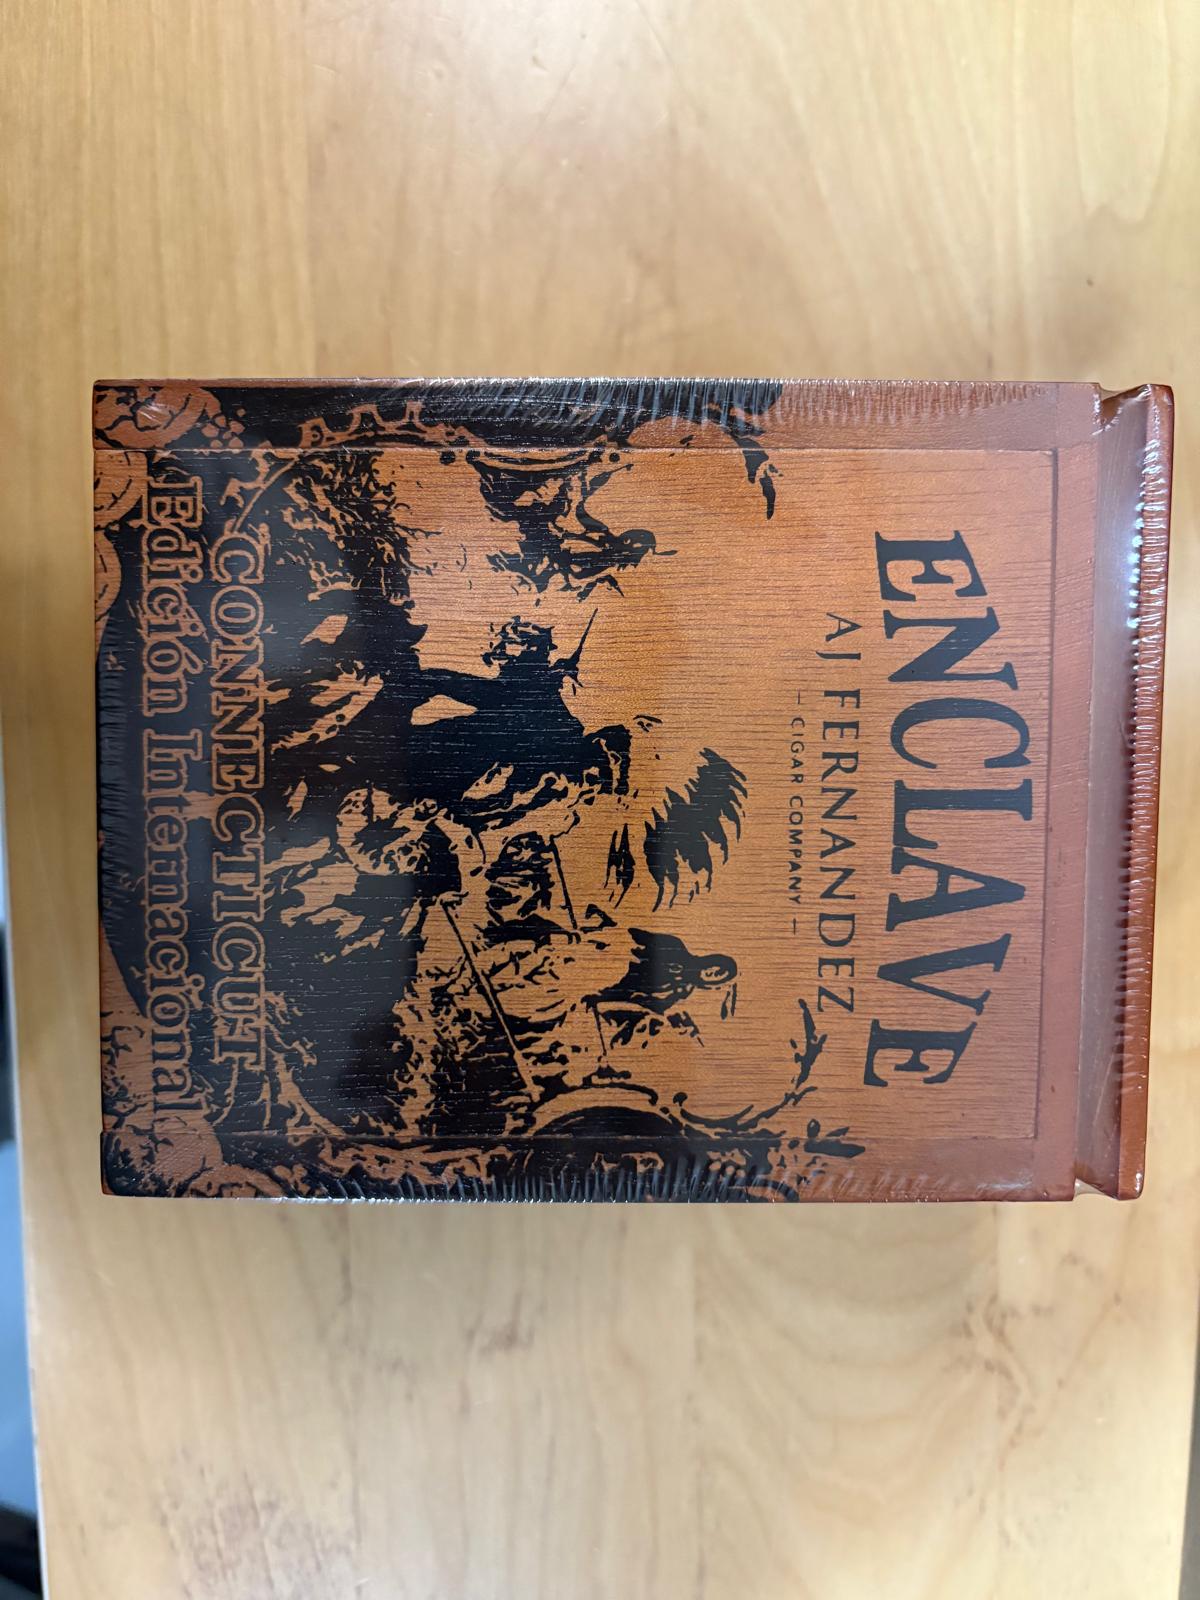 ENCLAVE
AJ FERNANDEZ
– CIGAR COMPANY –
CONNECTICUT
Edición Internacional